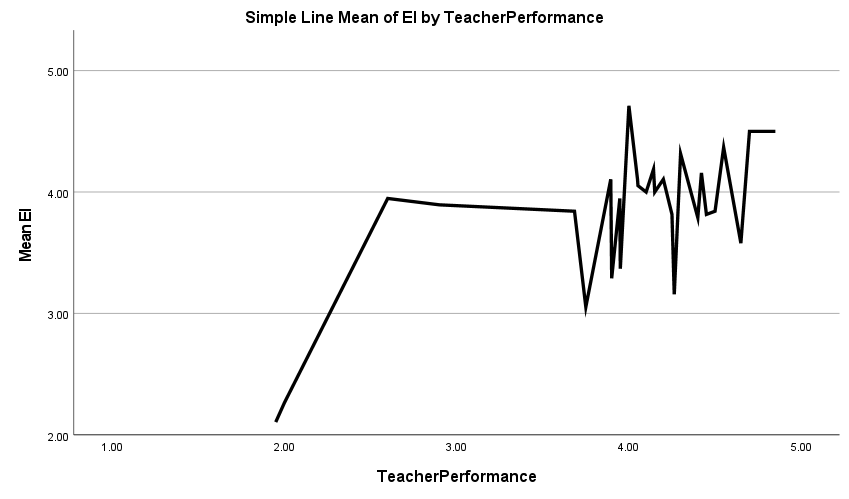 Simple Line Mean of EI by TeacherPerformance
5.00
4.00
3.00
2.00
Mean EI
1.00 2.00 3.00 4.00 5.00
TeacherPerformance